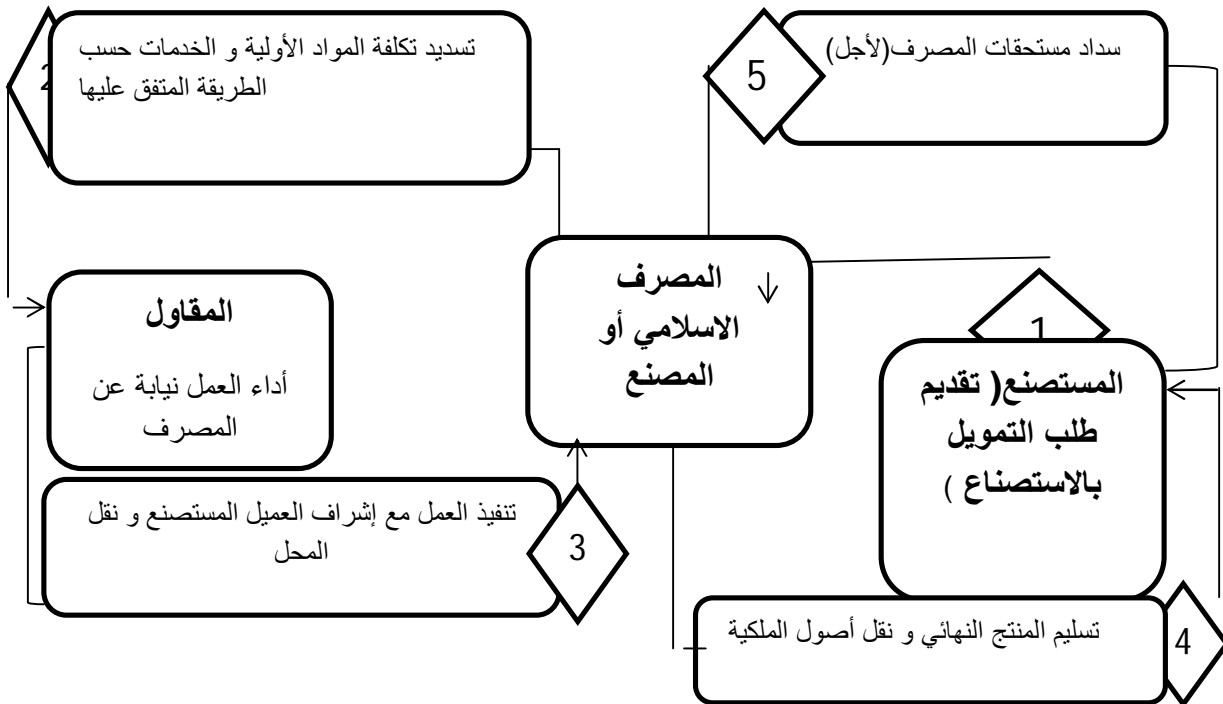 سداد مستحقات المصرف(لأجل)
5
تسديد تكلفة المواد الأولية و الخدمات حسب
الطريقة المتفق عليها
2
المصرف
الاسلامي أو
المصنع
المقاول
أداء العمل نيابة عن
المصرف
1
المستصنع( تقديم
طلب التمويل
بالاستصناع )
تنفيذ العمل مع إشراف العميل المستصنع و نقل
المحل
3
تسليم المنتج النهائي و نقل أصول الملكية
4